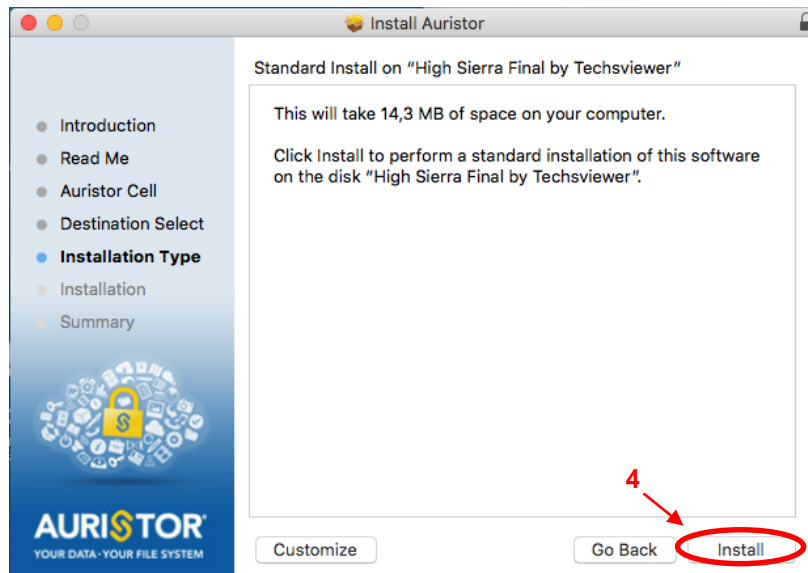 Install Auristor
Standard Install on “High Sierra Final by Techsviewer”
Introduction
Read Me
Auristor Cell
Destination Select
Installation Type
Installation
Summary
This will take 14,3 MB of space on your computer.
Click Install to perform a standard installation of this software
on the disk “High Sierra Final by Techsviewer”.
S
AURISTOR
YOUR DATA · YOUR FILE SYSTEM
4
Customize
Go Back
Install